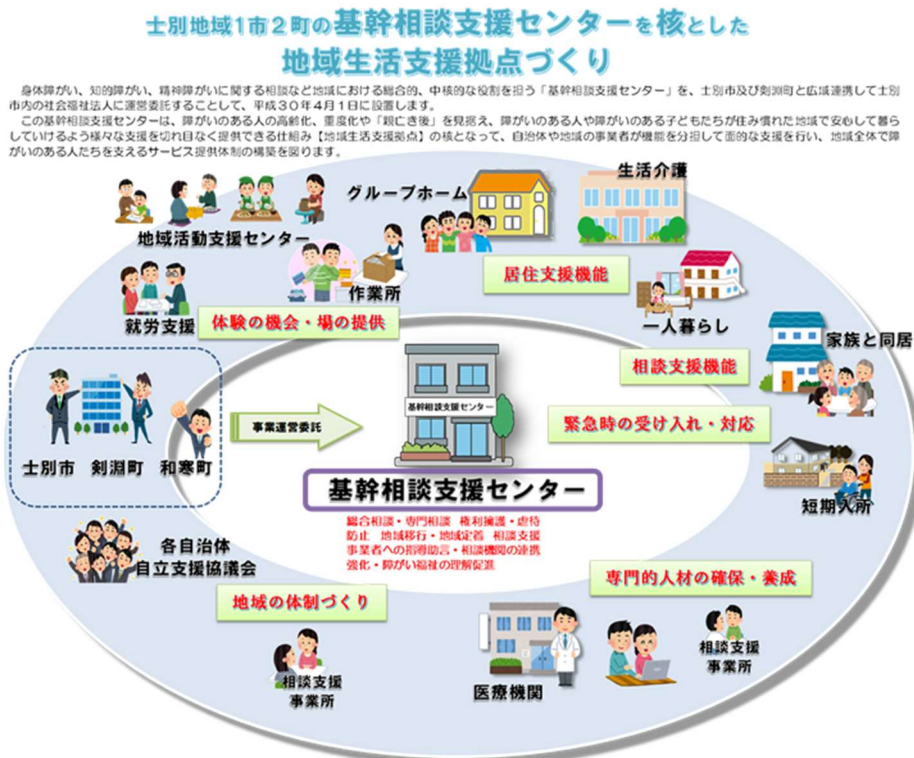 士別地域1市2町の基幹相談支援センターを核とした
地域生活支援拠点づくり
身体障がい、知的障がい、精神障がいに関する相談など地域における総合的、中核的な役割を担う「基幹相談支援センター」を、士別市及び剣淵町と広域連携して士別
市内の社会福祉法人に運営委託することとして、平成30年4月1日に設置します。
この基幹相談支援センターは、障がいのある人の高齢化、重度化や「親亡き後」を見据え、障がいのある人や障がいのある子どもたちが住み慣れた地域で安心して暮ら
していけるよう様々な支援を切れ目なく提供できる仕組み【地域生活支援拠点】の核となって、自治体や地域の事業者が機能を分担して面的な支援を行い、地域全体で障
がいのある人たちを支えるサービス提供体制の構築を図ります。
グループホーム
生活介護
地域活動支援センター
居住支援機能
作業所
就労支援
体験の機会・場の提供
一人暮らし
家族と同居
相談支援機能
基幹相談支援センター
緊急時の受け入れ・対応
事業運営委託
士別市 剣淵町 和寒町
基幹相談支援センター
短期入所
総合相談・専門相談 権利擁護・虐待
防止 地域移行・地域定着 相談支援
事業者への指導助言・相談機関の連携
強化・障がい福祉の理解促進
各自治体
自立支援協議会
専門的人材の確保・養成
地域の体制づくり
相談支援
事業所
医療機関
相談支援
事業所